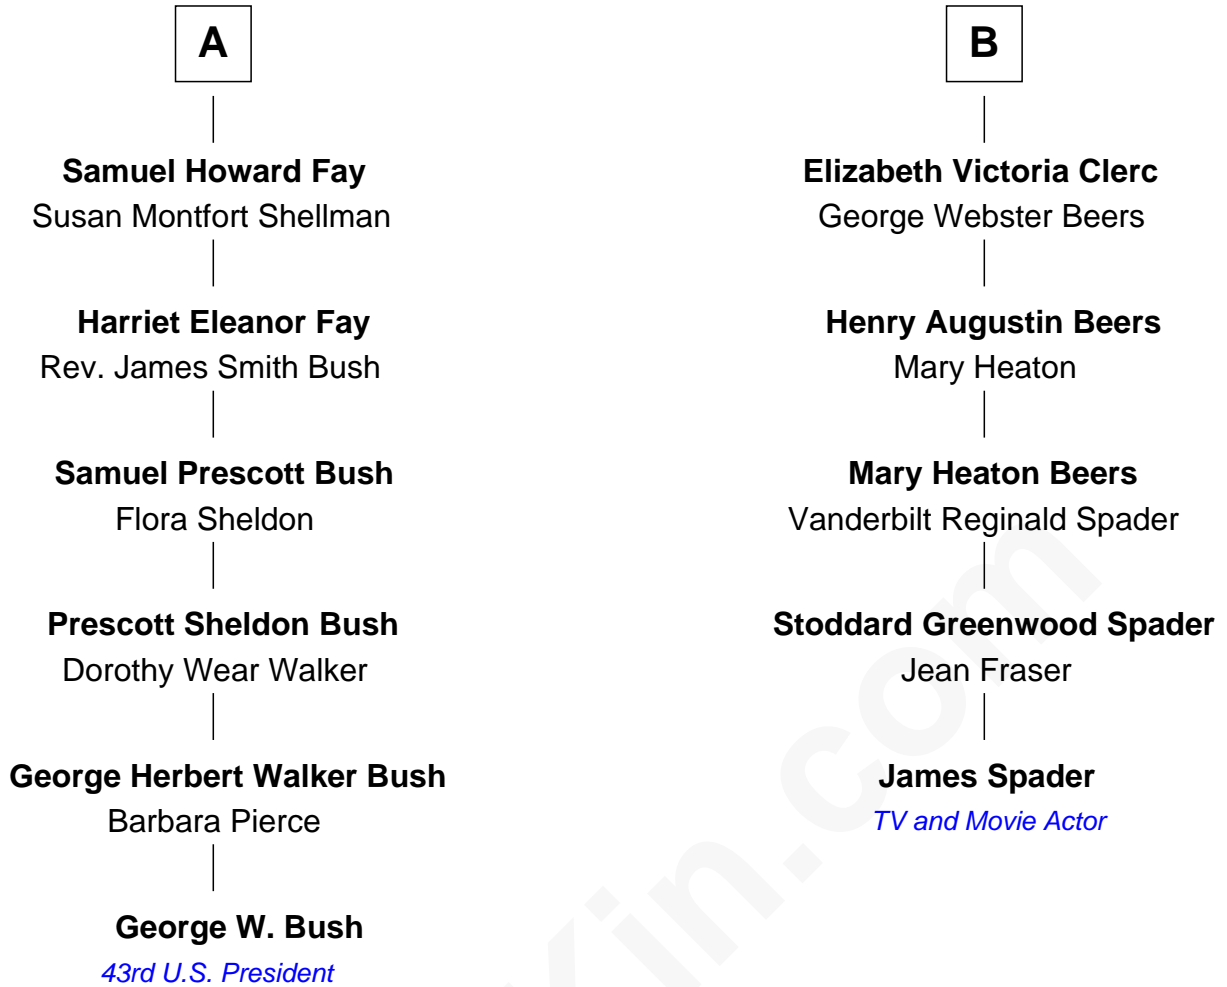 A
Samuel Howard Fay
Susan Montfort Shellman
Harriet Eleanor Fay
Rev. James Smith Bush
Samuel Prescott Bush
Flora Sheldon
Prescott Sheldon Bush
Dorothy Wear Walker
George Herbert Walker Bush
Barbara Pierce
George W. Bush
43rd U.S. President
B
Elizabeth Victoria Clerc
George Webster Beers
Henry Augustin Beers
Mary Heaton
Mary Heaton Beers
Vanderbilt Reginald Spader
Stoddard Greenwood Spader
Jean Fraser
James Spader
TV and Movie Actor
Kin.com